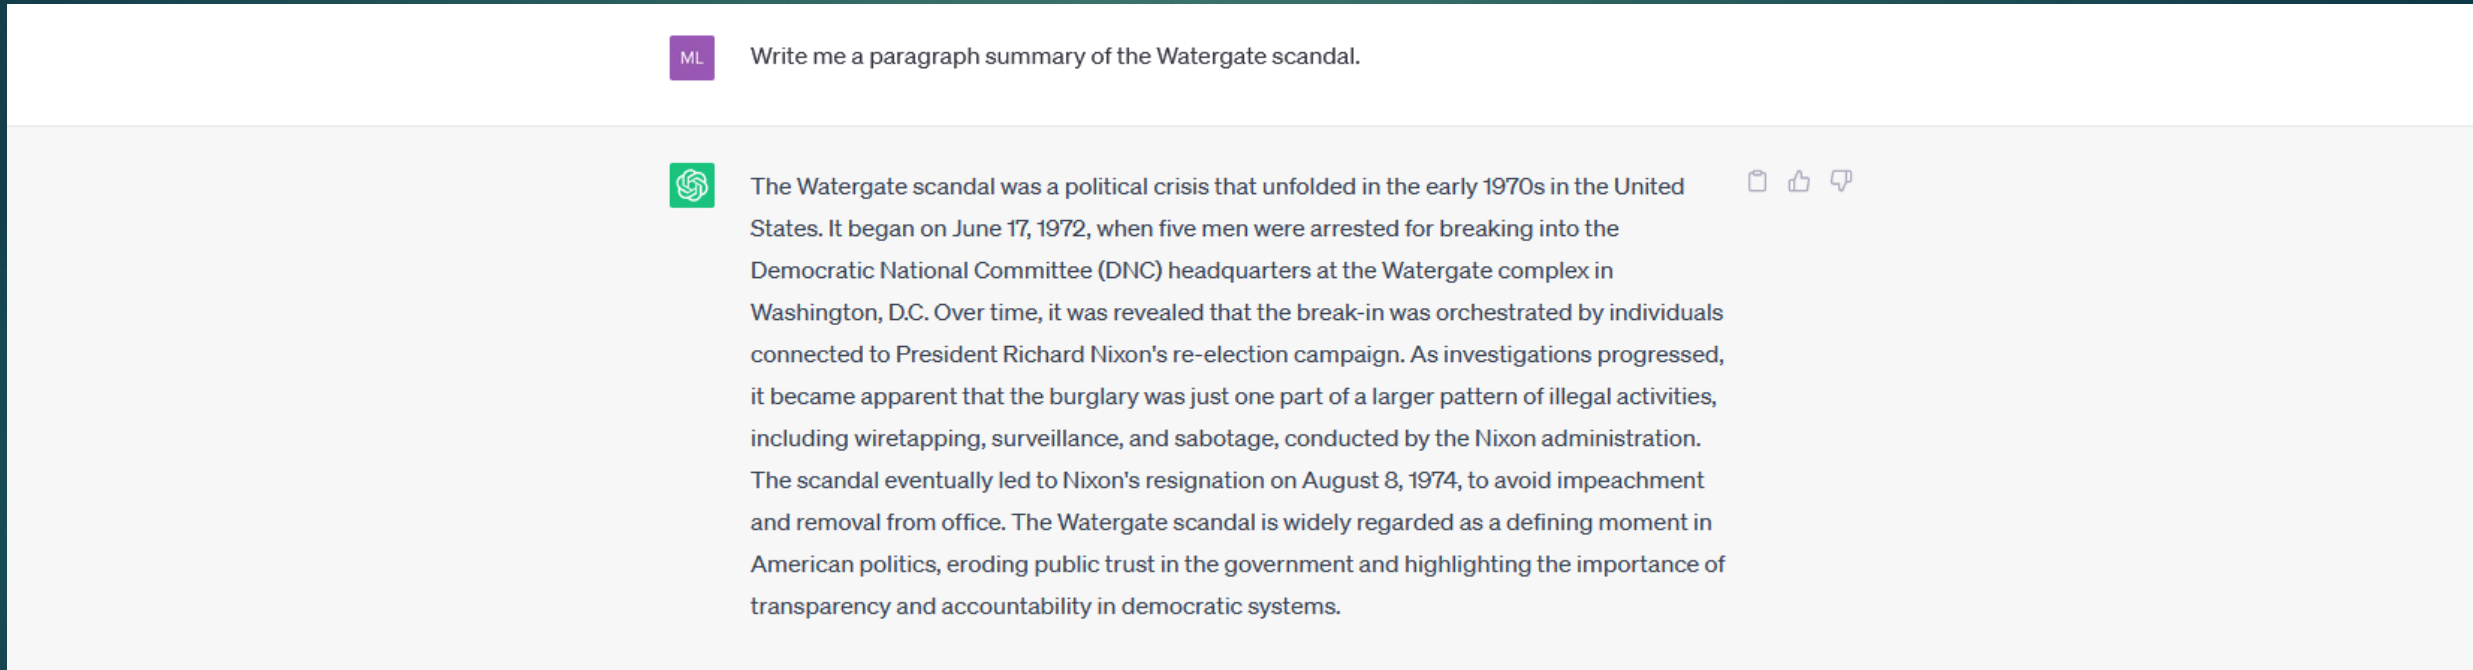 ML
Write me a paragraph summary of the Watergate scandal.
The Watergate scandal was a political crisis that unfolded in the early 1970s in the United
States. It began on June 17, 1972, when five men were arrested for breaking into the
Democratic National Committee (DNC) headquarters at the Watergate complex in
Washington, D.C. Over time, it was revealed that the break-in was orchestrated by individuals
connected to President Richard Nixon's re-election campaign. As investigations progressed,
it became apparent that the burglary was just one part of a larger pattern of illegal activities,
including wiretapping, surveillance, and sabotage, conducted by the Nixon administration.
The scandal eventually led to Nixon's resignation on August 8, 1974, to avoid impeachment
and removal from office. The Watergate scandal is widely regarded as a defining moment in
American politics, eroding public trust in the government and highlighting the importance of
transparency and accountability in democratic systems.